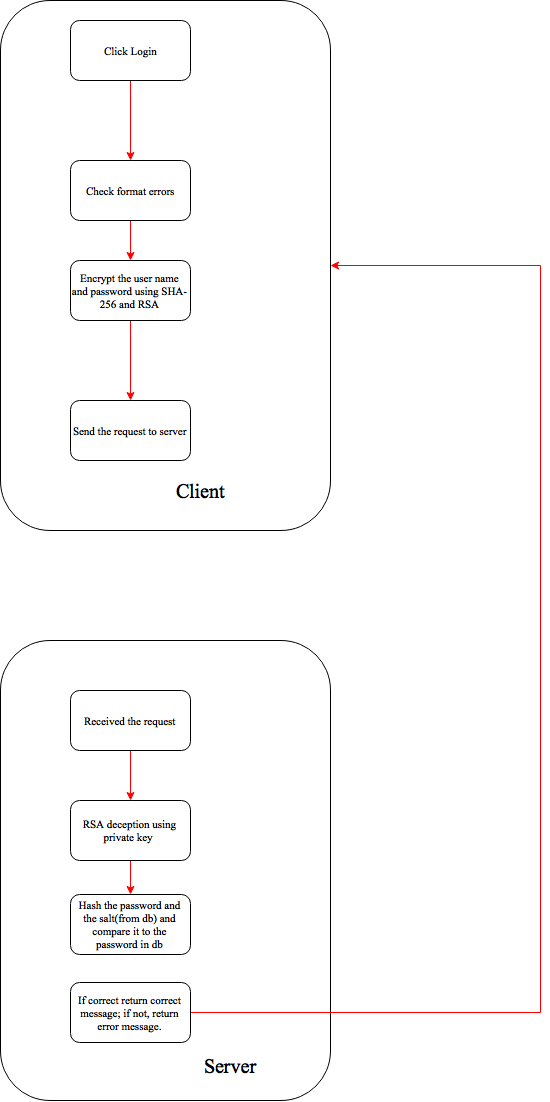 Click Login
Check format errors
Encrypt the user name
and password using SHA-
256 and RSA
Send the request to server
Client
Received the request
RSA deception using
private key
Hash the password and
the salt(from db) and
compare it to the
password in db
If correct return correct
message; if not, return
error message.
Server